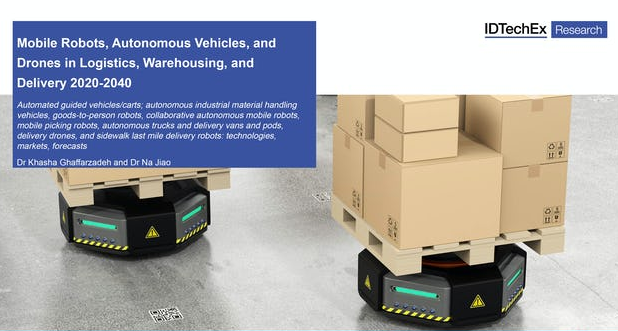 Mobile Robots, Autonomous Vehicles, and
Drones in Logistics, Warehousing, and
Delivery 2020-2040
Automated guided vehicles/carts; autonomous industrial material handling
vehicles, goods-to-person robots, collaborative autonomous mobile robots,
mobile picking robots, autonomous trucks and delivery vans and pods,
delivery drones, and sidewalk last mile delivery robots: technologies,
markets, forecasts
Dr Khasha Ghaffarzadeh and Dr Na Jiao
IDTechEx Research